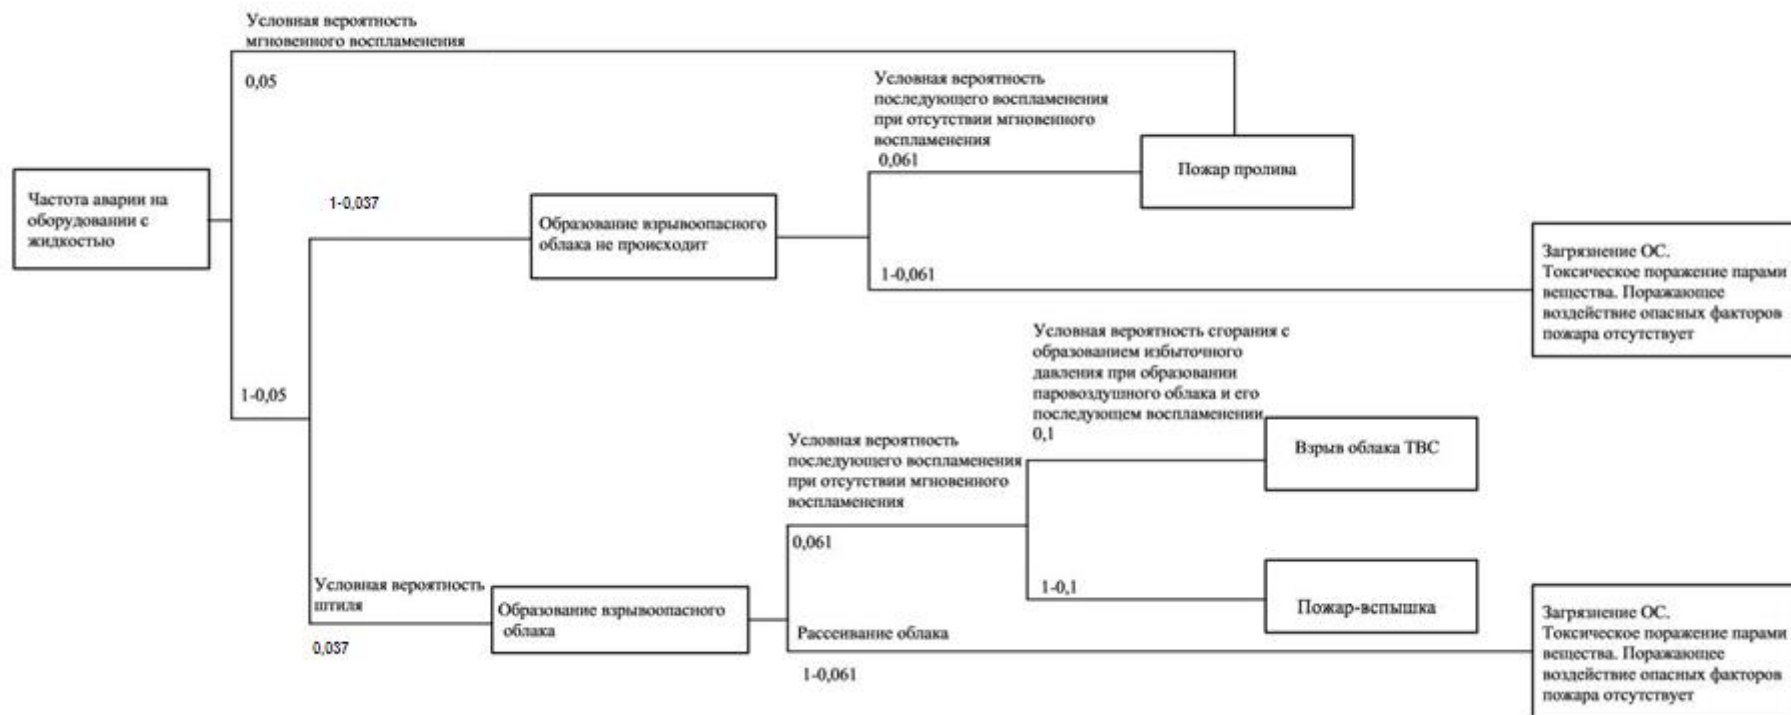 Условная вероятность
мгновенного воспламенения
0,05
Условная вероятность
последующего воспламенения
при отсутствии мгновенного
воспламенения
0,061
Пожар пролива
Частота аварии на
оборудовании с
жидкостью
1-0,037
Образование взрывоопасного
облака не происходит
1-0,061
Загрязнение ОС.
Токсическое поражение парами
вещества. Поражающее
воздействие опасных факторов
пожара отсутствует
1-0,05
Условная вероятность сгорания с
образованием избыточного
давления при образовании
паровоздушного облака и его
последующем воспламенении
0,1
Взрыв облака ТВС
Условная вероятность
последующего воспламенения
при отсутствии мгновенного
воспламенения
0,061
1-0,1
Пожар-вспышка
Условная вероятность
штиля
0,037
Образование взрывоопасного
облака
Рассеивание облака
1-0,061
Загрязнение ОС.
Токсическое поражение парами
вещества. Поражающее
воздействие опасных факторов
пожара отсутствует